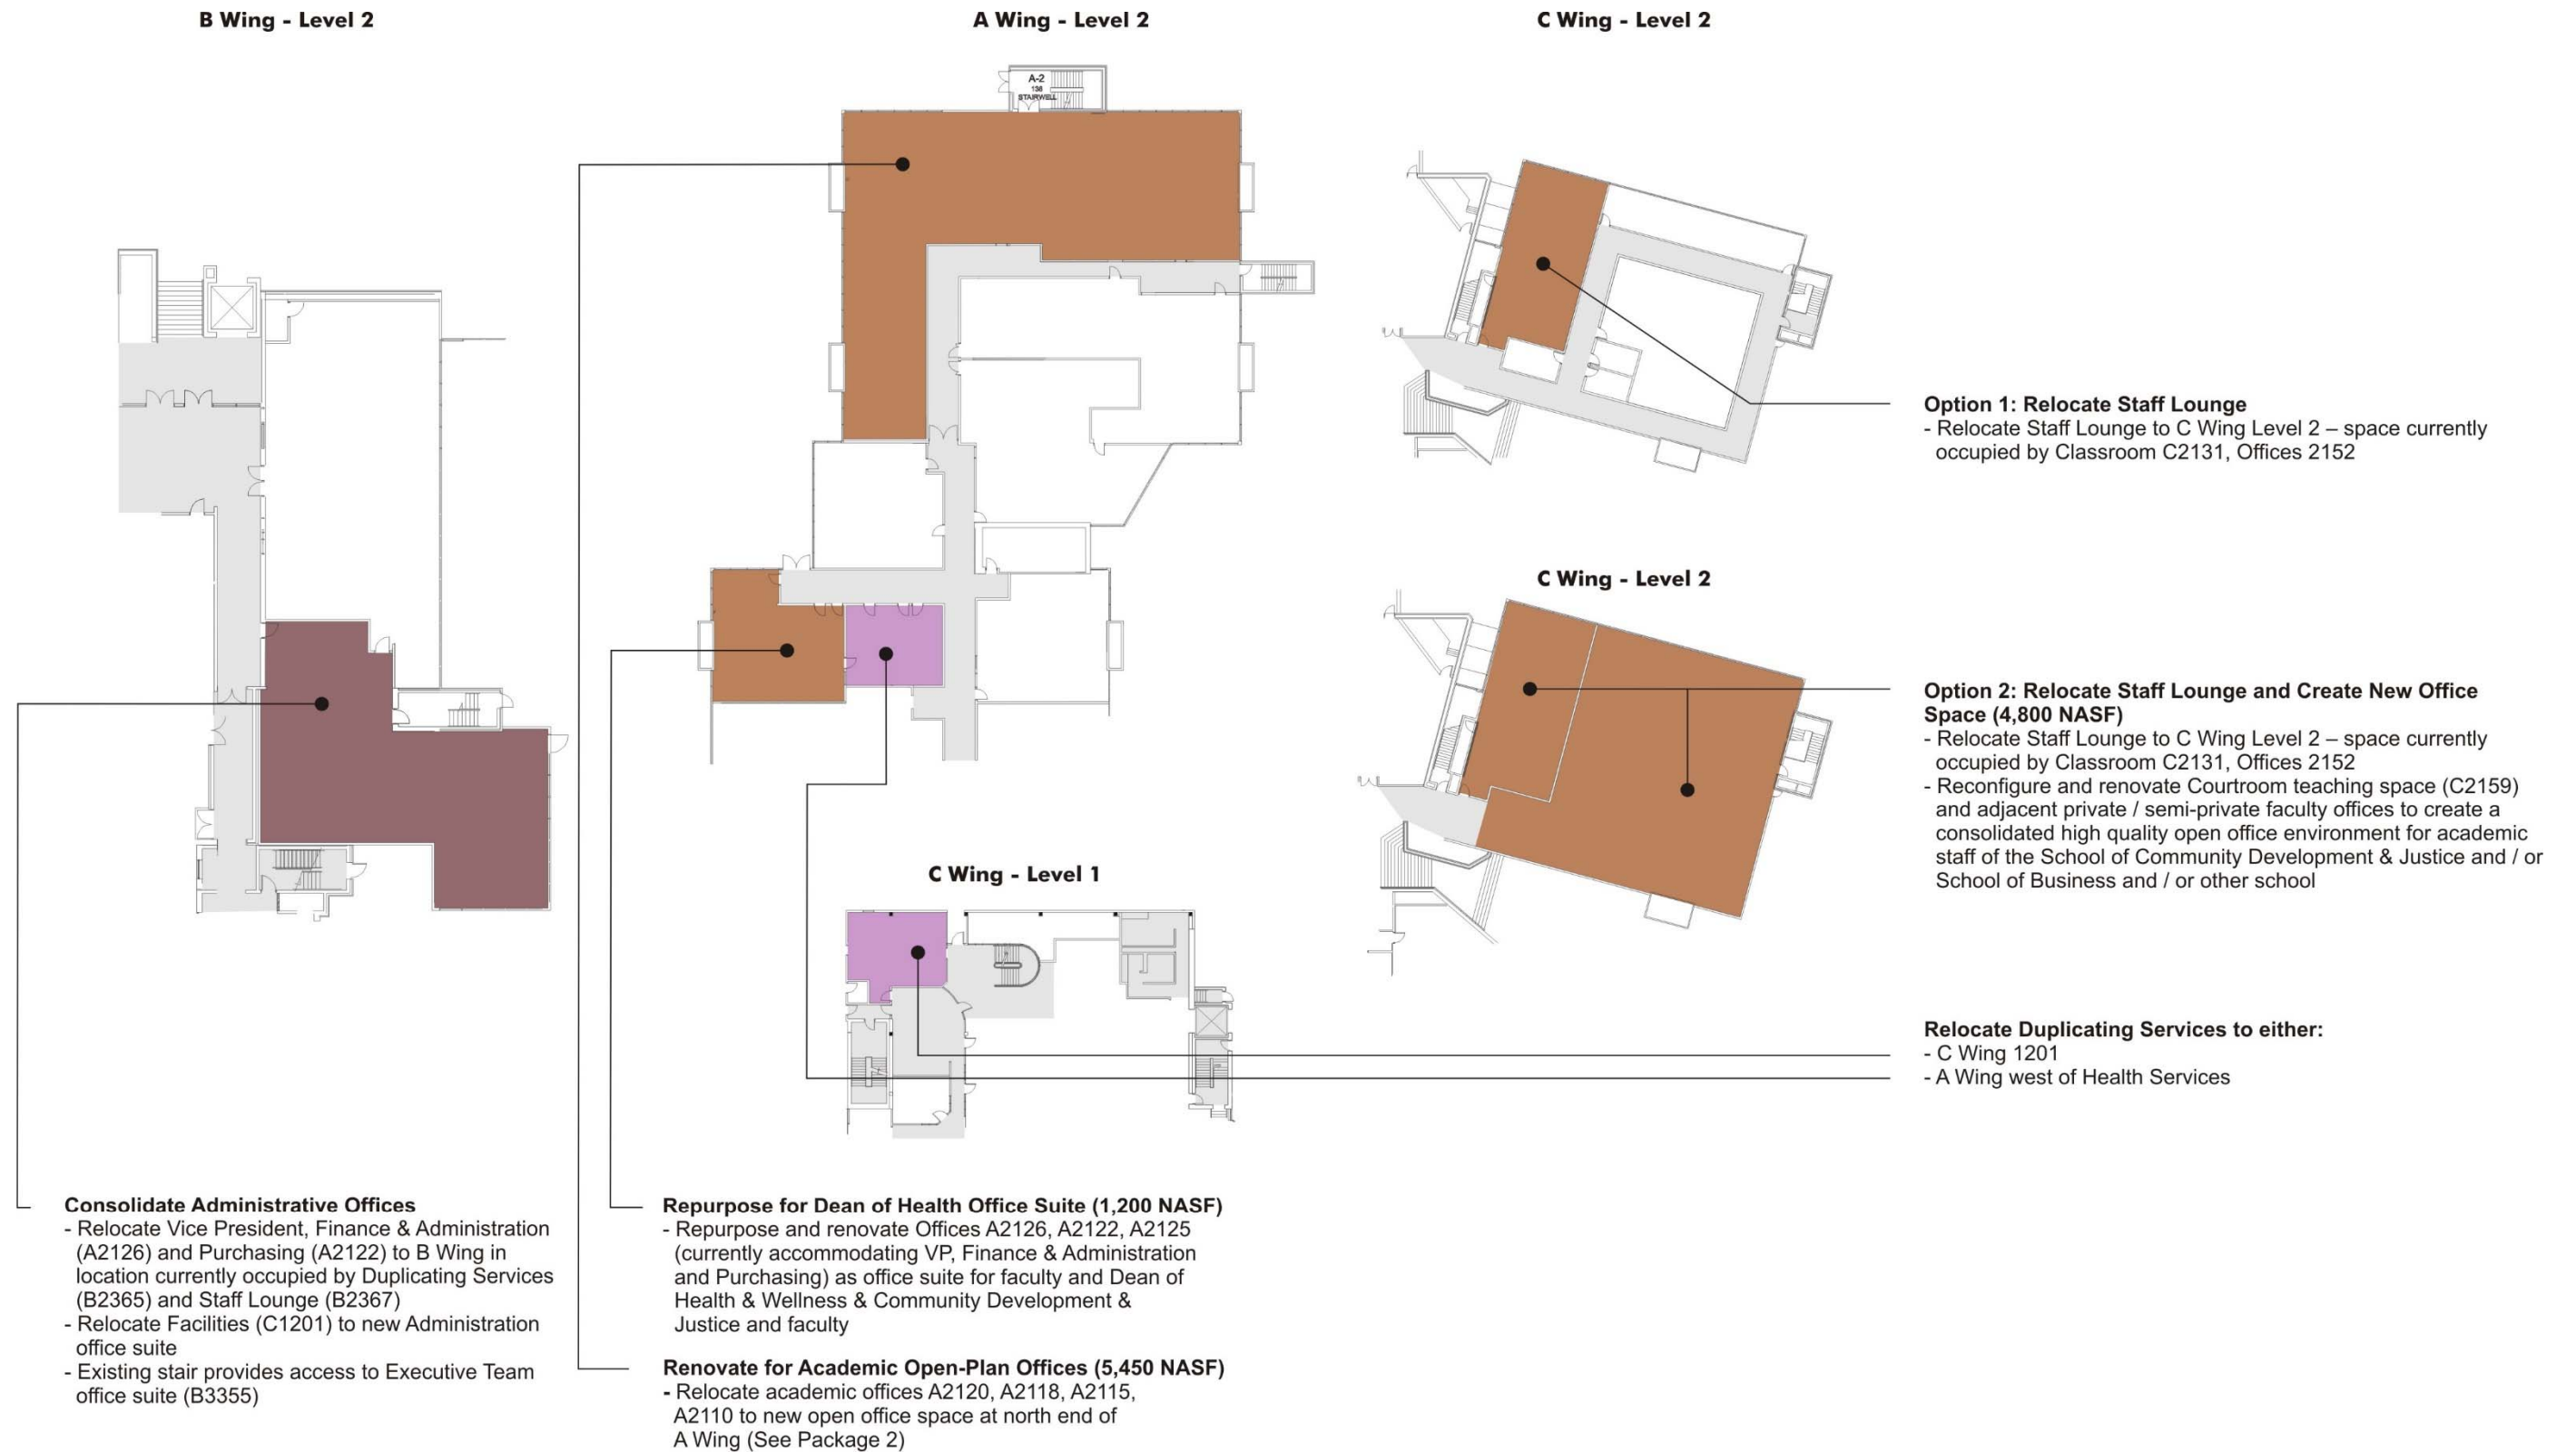 B Wing - Level 2
A Wing - Level 2
C Wing - Level 2
A-2
138
STAIRWELL
Option 1: Relocate Staff Lounge
- Relocate Staff Lounge to C Wing Level 2 – space currently
occupied by Classroom C2131, Offices 2152
C Wing - Level 2
Option 2: Relocate Staff Lounge and Create New Office
Space (4,800 NASF)
- Relocate Staff Lounge to C Wing Level 2 – space currently
occupied by Classroom C2131, Offices 2152
- Reconfigure and renovate Courtroom teaching space (C2159)
and adjacent private / semi-private faculty offices to create a
consolidated high quality open office environment for academic
staff of the School of Community Development & Justice and / or
School of Business and / or other school
C Wing - Level 1
Relocate Duplicating Services to either:
- C Wing 1201
- A Wing west of Health Services
Consolidate Administrative Offices
- Relocate Vice President, Finance & Administration
(A2126) and Purchasing (A2122) to B Wing in
location currently occupied by Duplicating Services
(B2365) and Staff Lounge (B2367)
- Relocate Facilities (C1201) to new Administration
office suite
- Existing stair provides access to Executive Team
office suite (B3355)
Repurpose for Dean of Health Office Suite (1,200 NASF)
- Repurpose and renovate Offices A2126, A2122, A2125
(currently accommodating VP, Finance & Administration
and Purchasing) as office suite for faculty and Dean of
Health & Wellness & Community Development &
Justice and faculty
Renovate for Academic Open-Plan Offices (5,450 NASF)
- Relocate academic offices A2120, A2118, A2115,
A2110 to new open office space at north end of
A Wing (See Package 2)